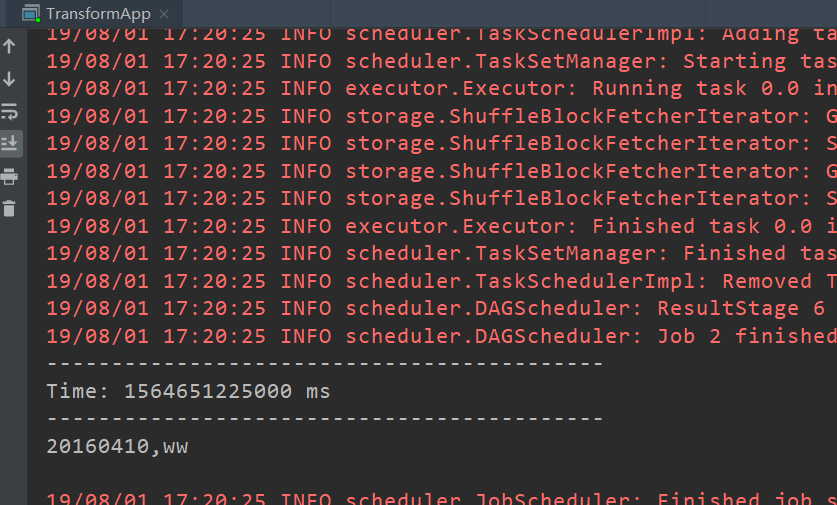 TransformApp
19/08/01 17:20:25 INFO scheduler.TaskSchedulerImpl: Adding ta
19/08/01 17:20:25 INFO scheduler.TaskSetManager: Starting tas
19/08/01 17:20:25 INFO executor.Executor: Running task 0.0 in
19/08/01 17:20:25 INFO storage.ShuffleBlockFetcherIterator: G
19/08/01 17:20:25 INFO storage.ShuffleBlockFetcherIterator: S
19/08/01 17:20:25 INFO storage.ShuffleBlockFetcherIterator: G
19/08/01 17:20:25 INFO storage.ShuffleBlockFetcherIterator: S
19/08/01 17:20:25 INFO executor.Executor: Finished task 0.0 i
19/08/01 17:20:25 INFO scheduler.TaskSetManager: Finished tas
19/08/01 17:20:25 INFO scheduler.TaskSchedulerImpl: Removed T
19/08/01 17:20:25 INFO scheduler.DAGScheduler: ResultStage 6
19/08/01 17:20:25 INFO scheduler.DAGScheduler: Job 2 finished
-------------------------------------------
Time: 1564651225000 ms
-------------------------------------------
20160410,ww
19/08/01 17:20:25 INFO scheduler.JobScheduler: Finished job s